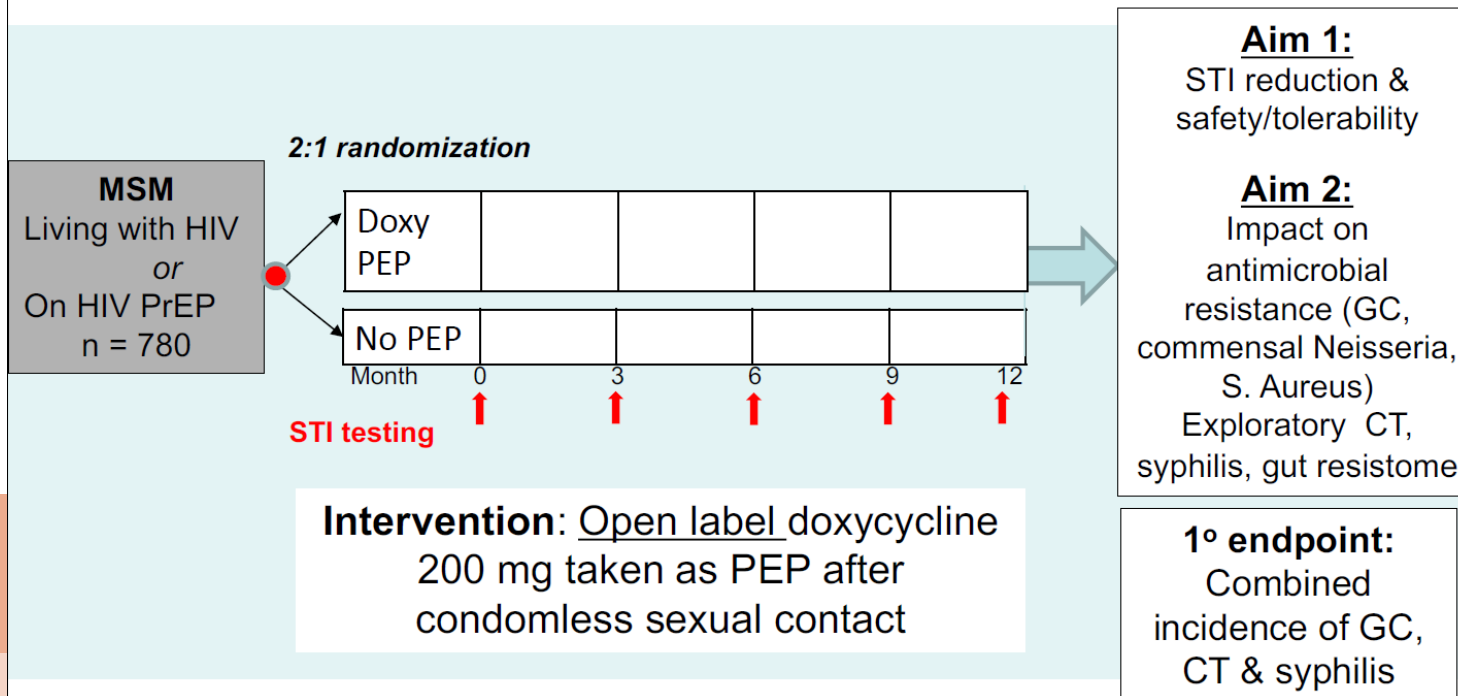 2:1 randomization
MSM
Living with HIV
or
On HIV PrEP
n = 780
Doxy
PEP
No PEP
Month 0 3 6 9 12
STI testing
Intervention: Open label doxycycline
200 mg taken as PEP after
condomless sexual contact
Aim 1:
STI reduction &
safety/tolerability
Aim 2:
Impact on
antimicrobial
resistance (GC,
commensal Neisseria,
S. Aureus)
Exploratory CT,
syphilis, gut resistome
1º endpoint:
Combined
incidence of GC,
CT & syphilis